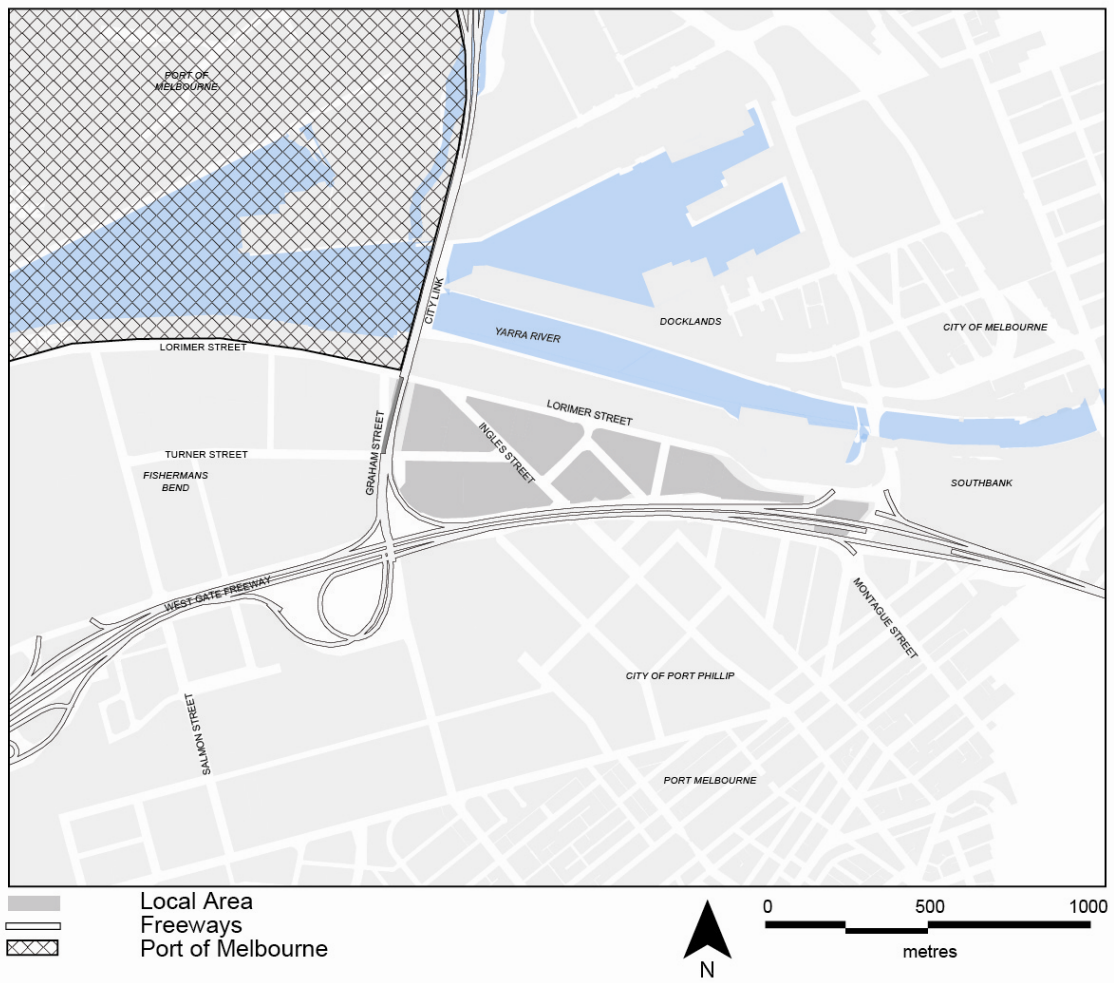 PORT OF
MELBOURNE
CITY LINK
YARRA RIVER
DOCKLANDS
CITY OF MELBOURNE
LORIMER STREET
LORIMER STREET
GRAHAM STREET
INGLES STREET
TURNER STREET
FISHERMANS
BEND
SOUTHBANK
WEST GATE FREEWAY
MONTAGUE STREET
CITY OF PORT PHILLIP
SALMON STREET
PORT MELBOURNE
Local Area
Freeways
Port of Melbourne
N
0 500 1000
metres